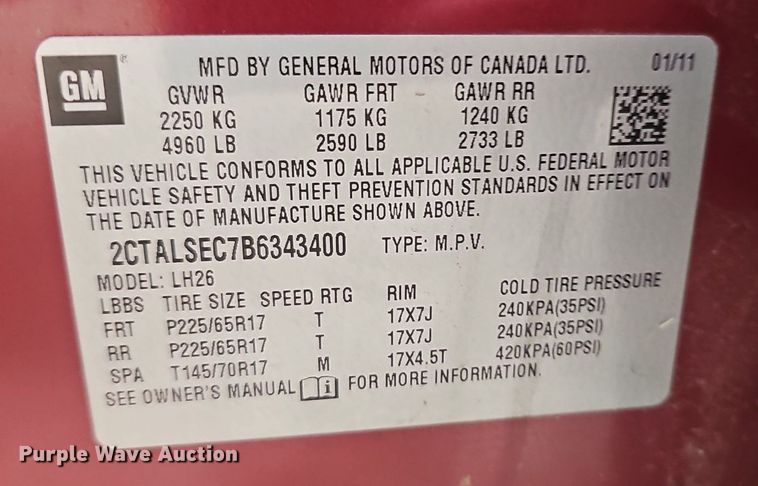 GM
MFD BY GENERAL MOTORS OF CANADA LTD. 01/11
GVWR GAWR FRT GAWR RR
2250 KG 1175 KG 1240 KG
4960 LB 2590 LB 2733 LB
THIS VEHICLE CONFORMS TO ALL APPLICABLE U.S. FEDERAL MOTOR
VEHICLE SAFETY AND THEFT PREVENTION STANDARDS IN EFFECT ON
THE DATE OF MANUFACTURE SHOWN ABOVE.
2CTALSEC7B6343400 TYPE: M.P.V.
MODEL: LH26
LBBS TIRE SIZE SPEED RTG RIM COLD TIRE PRESSURE
FRT P225/65R17 T 17X7J 240KPA(35PSI)
RR P225/65R17 T 17X7J 240KPA(35PSI)
SPA T145/70R17 M 17X4.5T 420KPA(60PSI)
SEE OWNER'S MANUAL i FOR MORE INFORMATION.
Purple Wave Auction